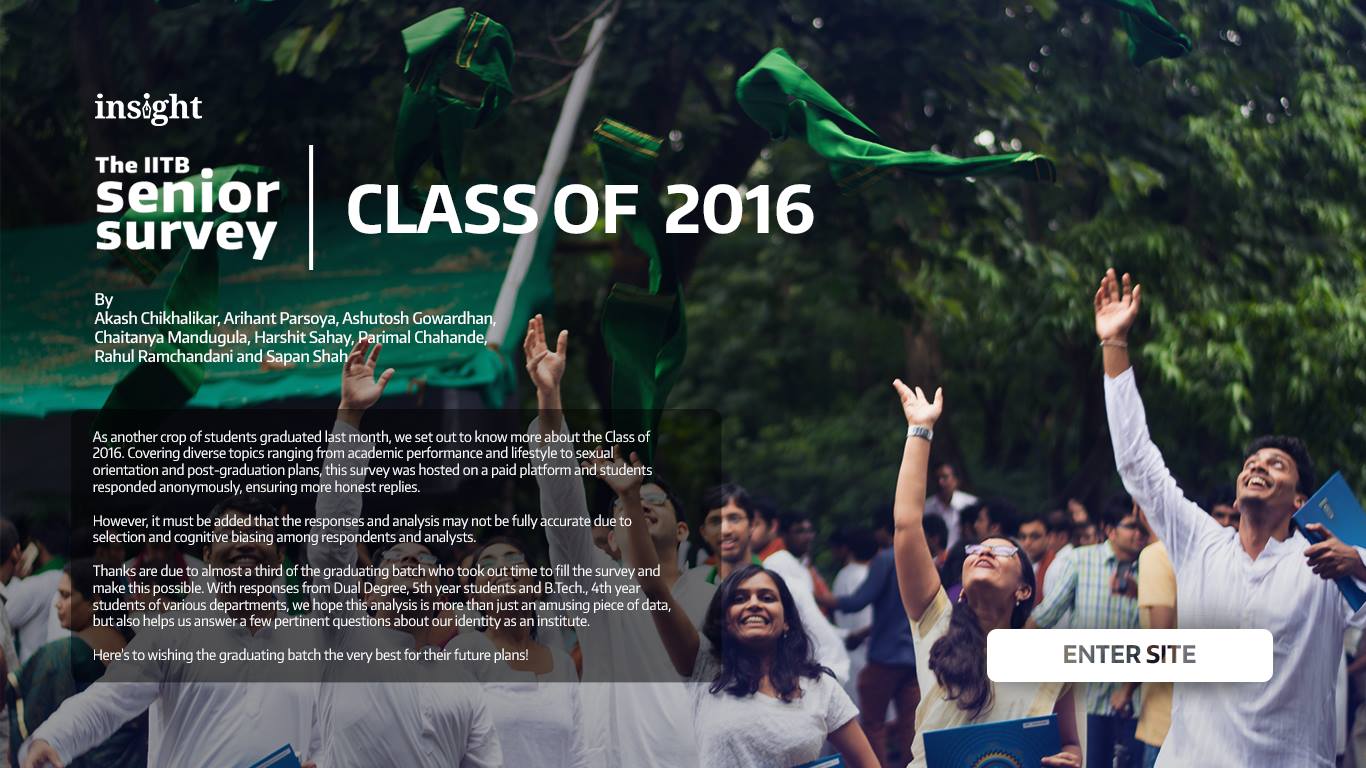 insight
The IITB
senior
survey
CLASS OF 2016
By
Akash Chikhalikar, Arihant Parsoya, Ashutosh Gowardhan,
Chaitanya Mandugula, Harshit Sahay, Parimal Chahande,
Rahul Ramchandani and Sapan Shah
As another crop of students graduated last month, we set out to know more about the Class of
2016. Covering diverse topics ranging from academic performance and lifestyle to sexual
orientation and post-graduation plans, this survey was hosted on a paid platform and students
responded anonymously, ensuring more honest replies.
However, it must be added that the responses and analysis may not be fully accurate due to
selection and cognitive biasing among respondents and analysts.
Thanks are due to almost a third of the graduating batch who took out time to fill the survey and
make this possible. With responses from Dual Degree, 5th year students and B.Tech., 4th year
students of various departments, we hope this analysis is more than just an amusing piece of data,
but also helps us answer a few pertinent questions about our identity as an institute.
Here's to wishing the graduating batch the very best for their future plans!
ENTER SITE